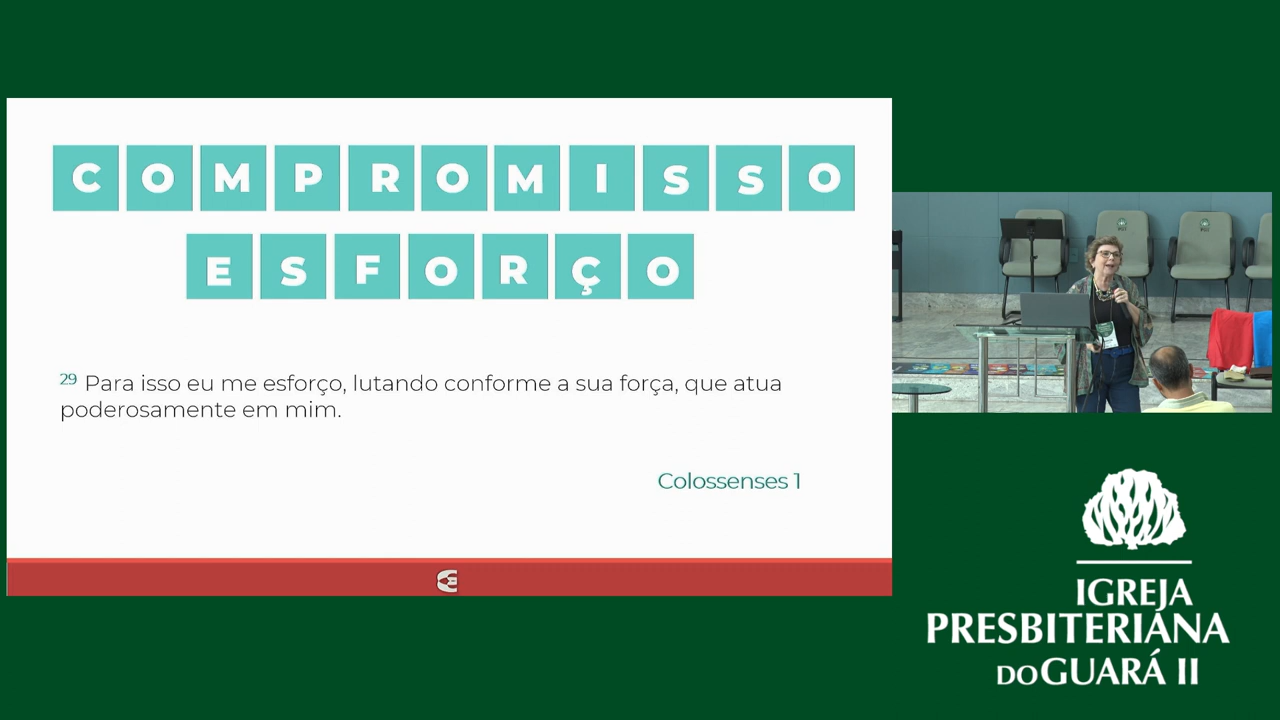 COMPROMISSO
ESFORÇO
29 Para isso eu me esforço, lutando conforme a sua força, que atua
poderosamente em mim.
Colossenses 1
IGREJA
PRESBITERIANA
DO GUARÁ II